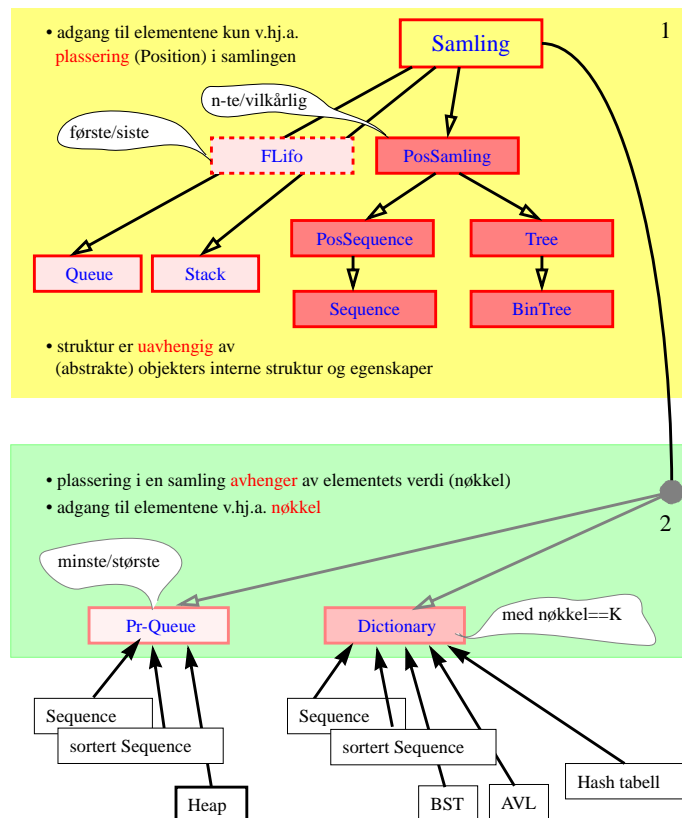 • adgang til elementene kun v.hj.a.
plassering (Position) i samlingen
Samling
1
n-te/vilkårlig
første/siste
FLifo
PosSamling
PosSequence
Tree
Queue
Stack
Sequence
BinTree
• struktur er uavhengig av
(abstrakte) objekters interne struktur og egenskaper
• plassering i en samling avhenger av elementets verdi (nøkkel)
• adgang til elementene v.hj.a. nøkkel
2
minste/største
Pr-Queue
Dictionary
med nøkkel==K
Sequence
sortert Sequence
Sequence
sortert Sequence
Hash tabell
Heap
BST
AVL